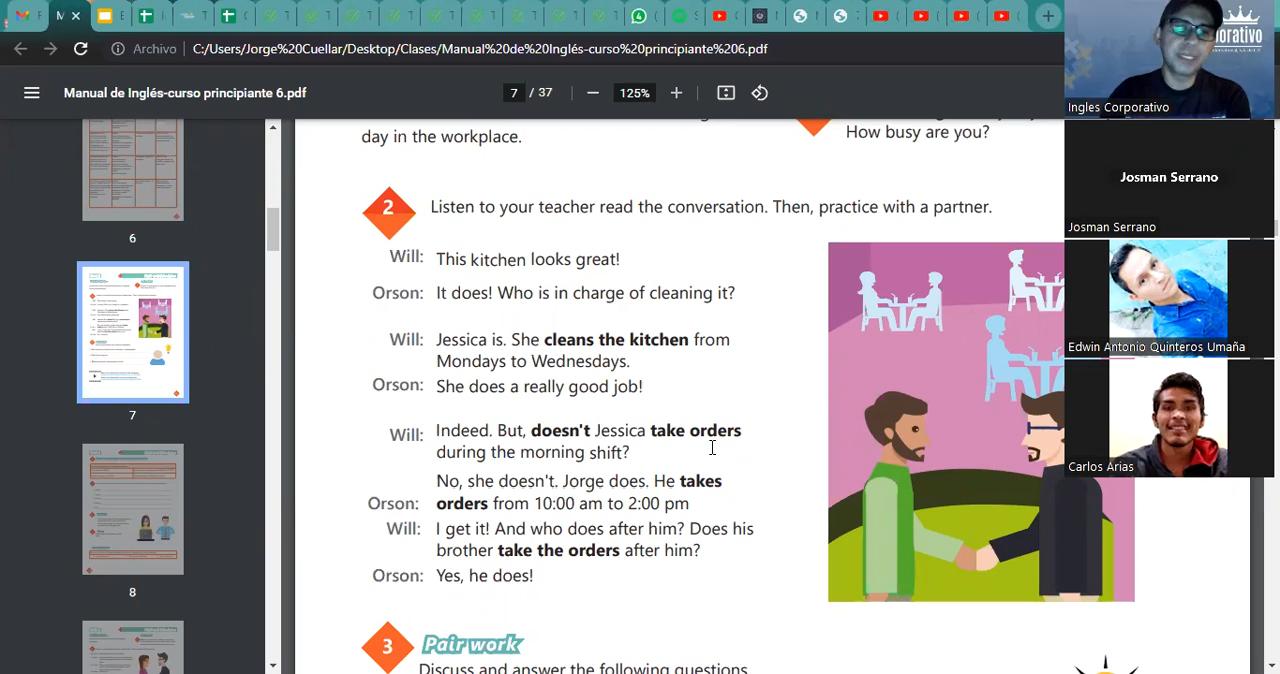 Archivo
C:/Users/Jorge%20Cuellar/Desktop/Clases/Manual%20de%20Inglés-curso%20principiante%206.pdf
Manual de Inglés-curso principiante 6.pdf
7 / 37
125%
day in the workplace.
How busy are you?
2
Listen to your teacher read the conversation. Then, practice with a partner.
Will: This kitchen looks great!
Orson: It does! Who is in charge of cleaning it?
Will: Jessica is. She cleans the kitchen from
Mondays to Wednesdays.
Orson: She does a really good job!
Will: Indeed. But, doesn't Jessica take orders
during the morning shift?
No, she doesn't. Jorge does. He takes
Orson: orders from 10:00 am to 2:00 pm
Will: I get it! And who does after him? Does his
brother take the orders after him?
Orson: Yes, he does!
3
Pair work
Discuss and answer the following questions
6
7
8
orporativo
Ingles Corporativo
Josman Serrano
Josman Serrano
Edwin Antonio Quinteros Umaña
Carlos Arias